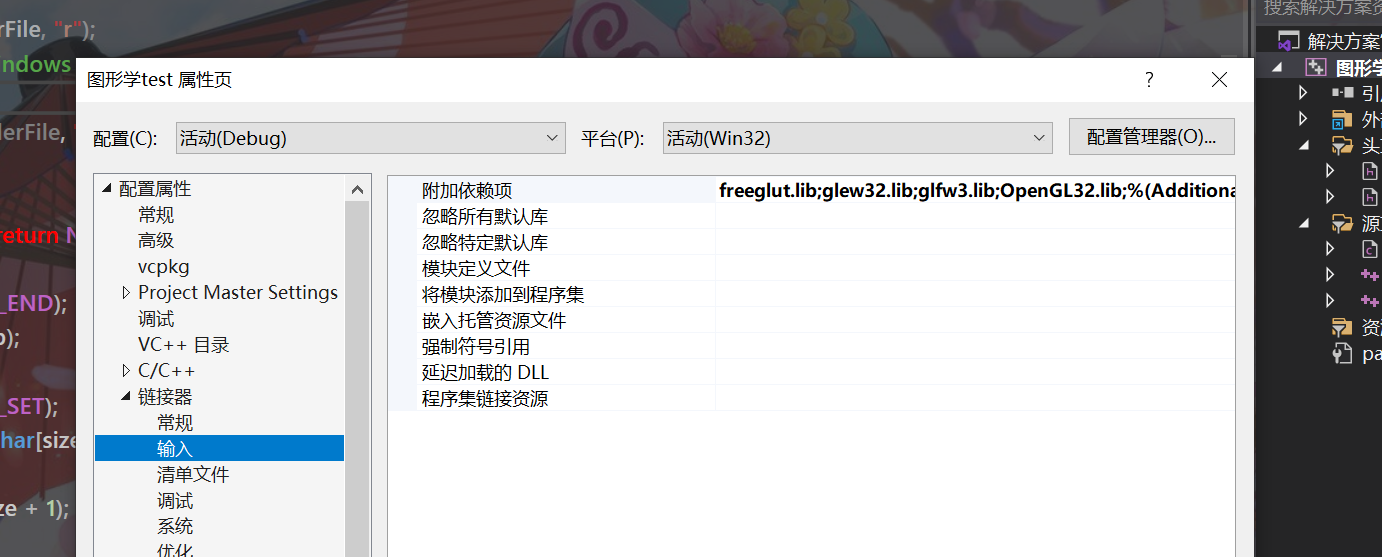 rFile, "r");
搜索解决方案资
indows
解决方案
图形学test 属性页
?
图形学
引用
外部
erFile,
配置(C):
活动(Debug)
平台(P):
活动(Win32)
配置管理器(O)...
配置属性
常规
高级
vcpkg
Project Master Settings
调试
VC++ 目录
C/C++
链接器
常规
输入
清单文件
调试
系统
优化
附加依赖项
freeglut.lib;glew32.lib;glfw3.lib;OpenGL32.lib;%(Additiona
忽略所有默认库
忽略特定默认库
模块定义文件
将模块添加到程序集
嵌入托管资源文件
强制符号引用
延迟加载的 DLL
程序集链接资源
return N
_END);
);
_SET);
har[size
ze + 1);
头
源
资
pa